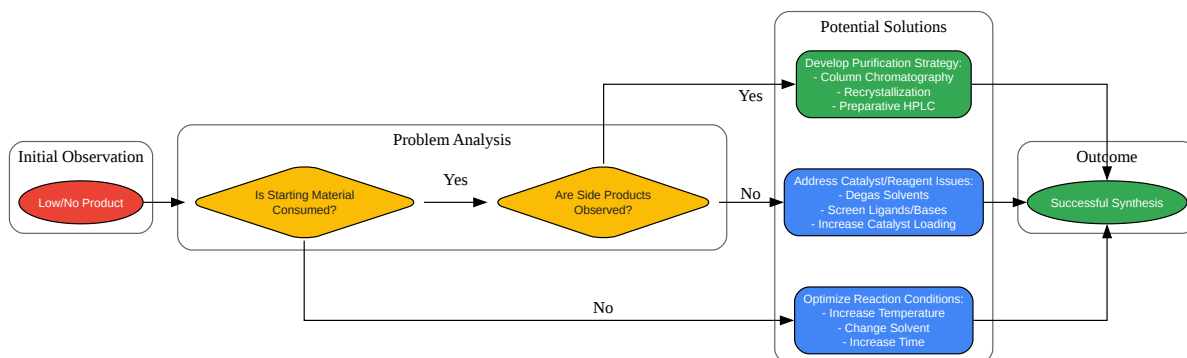 Initial Observation
Low/No Product
Problem Analysis
Is Starting Material
Consumed?
Yes
Are Side Products
Observed?
Yes
No
No
Potential Solutions
Develop Purification Strategy:
- Column Chromatography
- Recrystallization
- Preparative HPLC
Address Catalyst/Reagent Issues:
- Degas Solvents
- Screen Ligands/Bases
- Increase Catalyst Loading
Optimize Reaction Conditions:
- Increase Temperature
- Change Solvent
- Increase Time
Outcome
Successful Synthesis